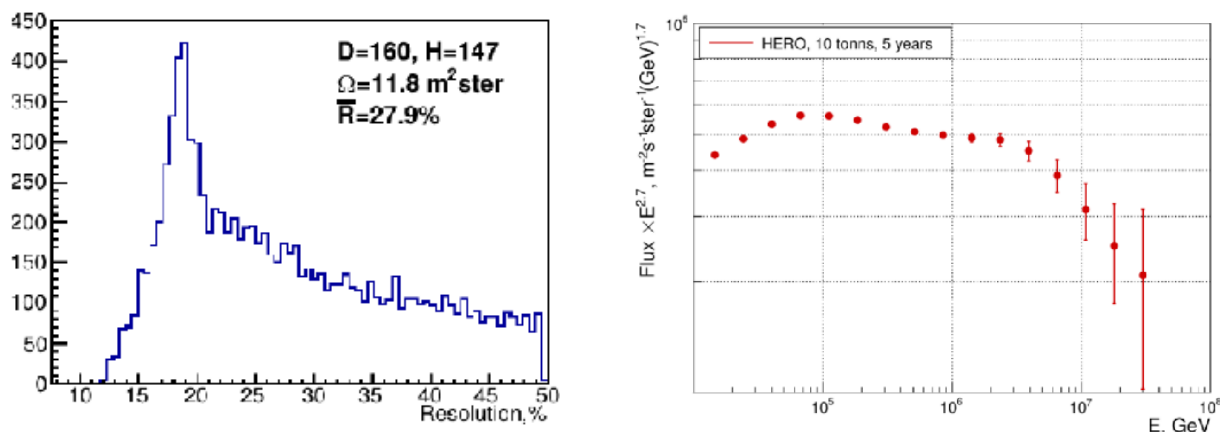 450
400
350
300
250
200
150
100
50
0
D=160, H=147
Ω=11.8 m²ster
R̅=27.9%
10 15 20 25 30 35 40 45 50
Resolution,%
10⁶
HERO, 10 tonns, 5 years
Flux ×E^2.7, m⁻²s⁻¹ster⁻¹(GeV)^1.7
10⁵ 10⁶ 10⁷ 10⁸
E, GeV